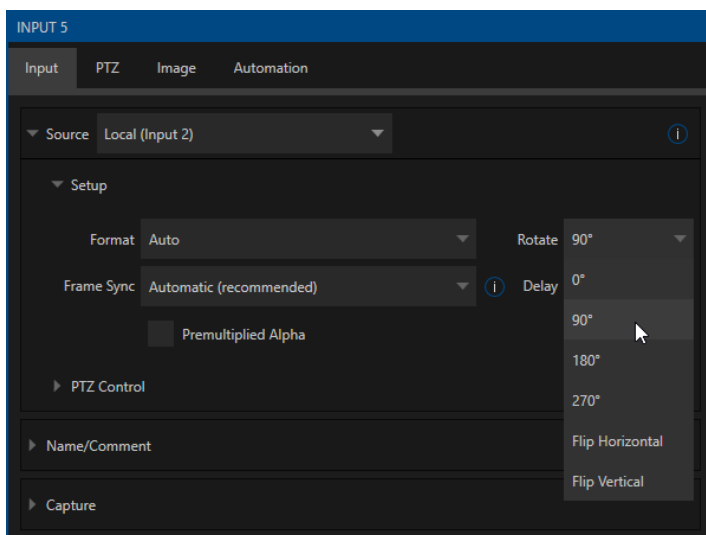 INPUT 5
Input PTZ Image Automation
Source Local (Input 2) i
Setup
Format Auto Rotate 90°
Frame Sync Automatic (recommended) i Delay 0°
90°
Premultiplied Alpha
180°
PTZ Control
270°
Name/Comment Flip Horizontal
Flip Vertical
Capture